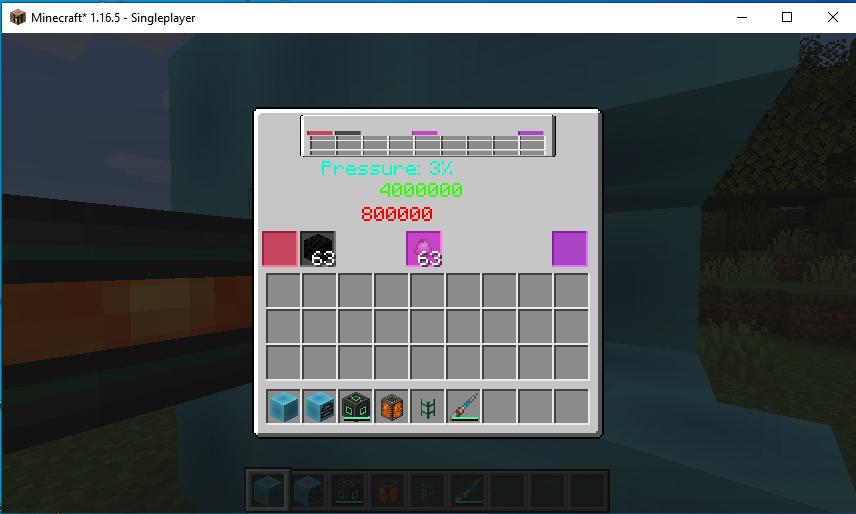 Minecraft* 1.16.5 - Singleplayer
Pressure: 3%
4000000
800000
63 63